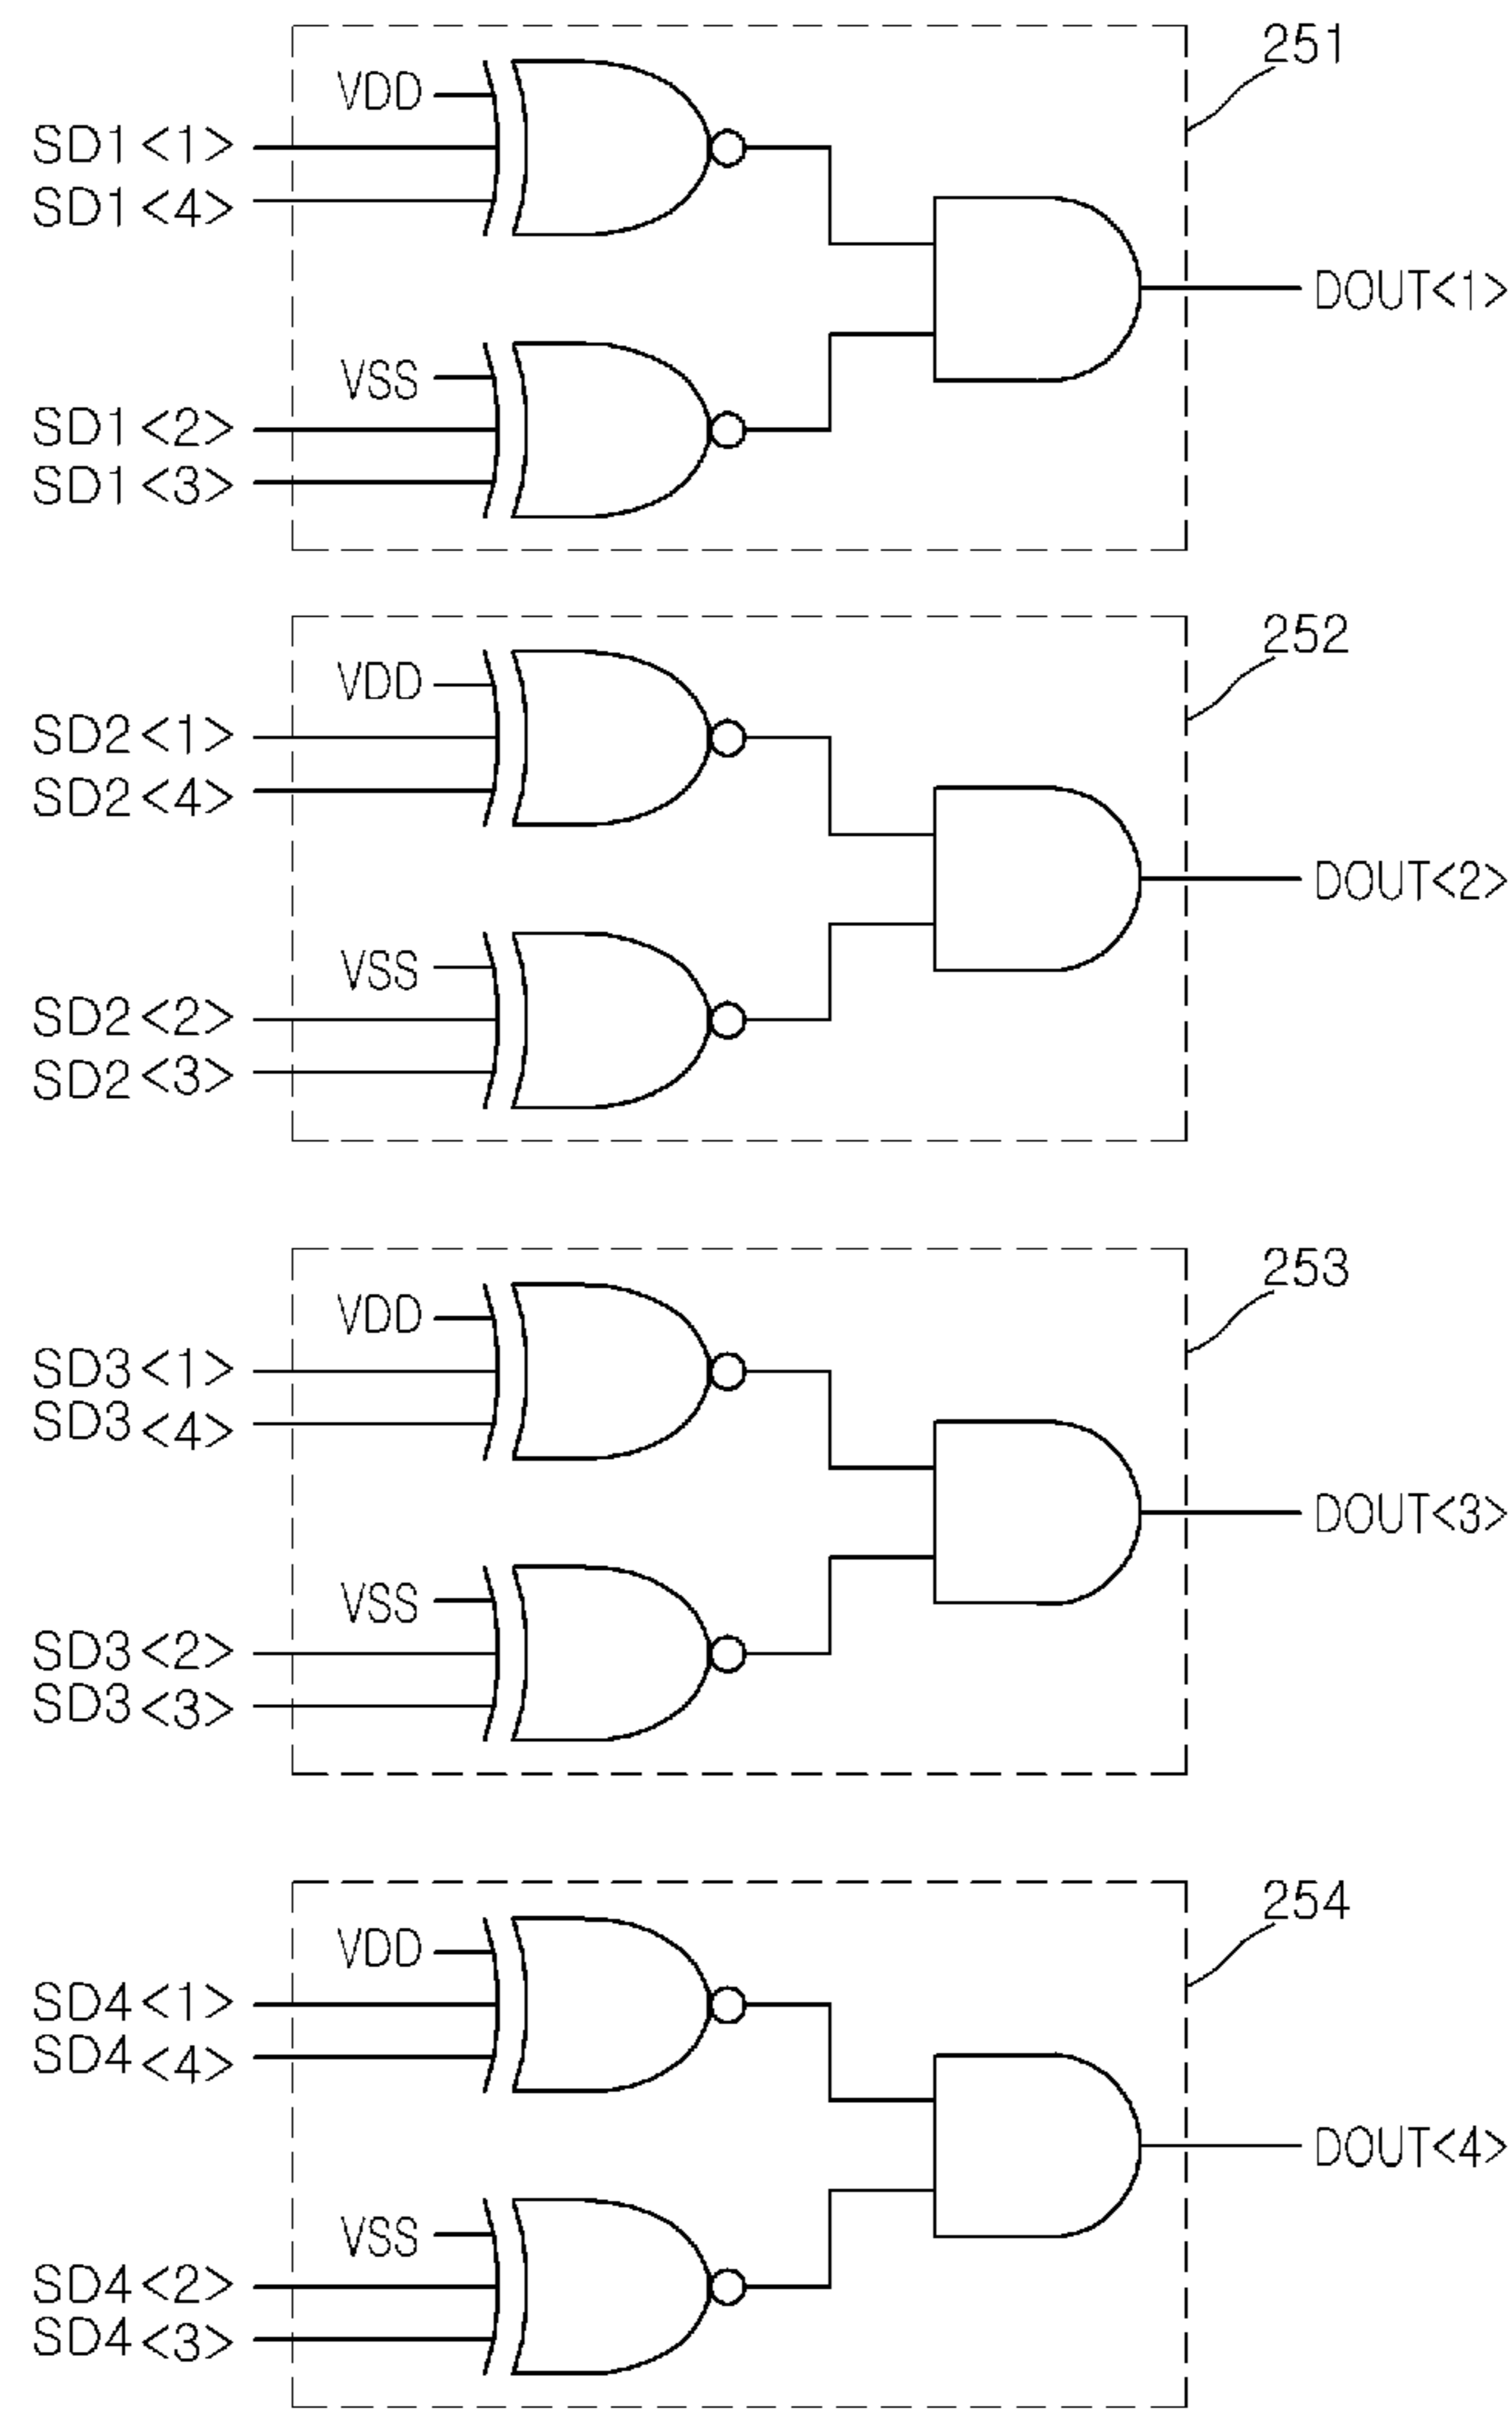 251
VDD
SD1<1>
SD1<4>
DOUT<1>
VSS
SD1<2>
SD1<3>
252
VDD
SD2<1>
SD2<4>
DOUT<2>
VSS
SD2<2>
SD2<3>
253
VDD
SD3<1>
SD3<4>
DOUT<3>
VSS
SD3<2>
SD3<3>
254
VDD
SD4<1>
SD4<4>
DOUT<4>
VSS
SD4<2>
SD4<3>